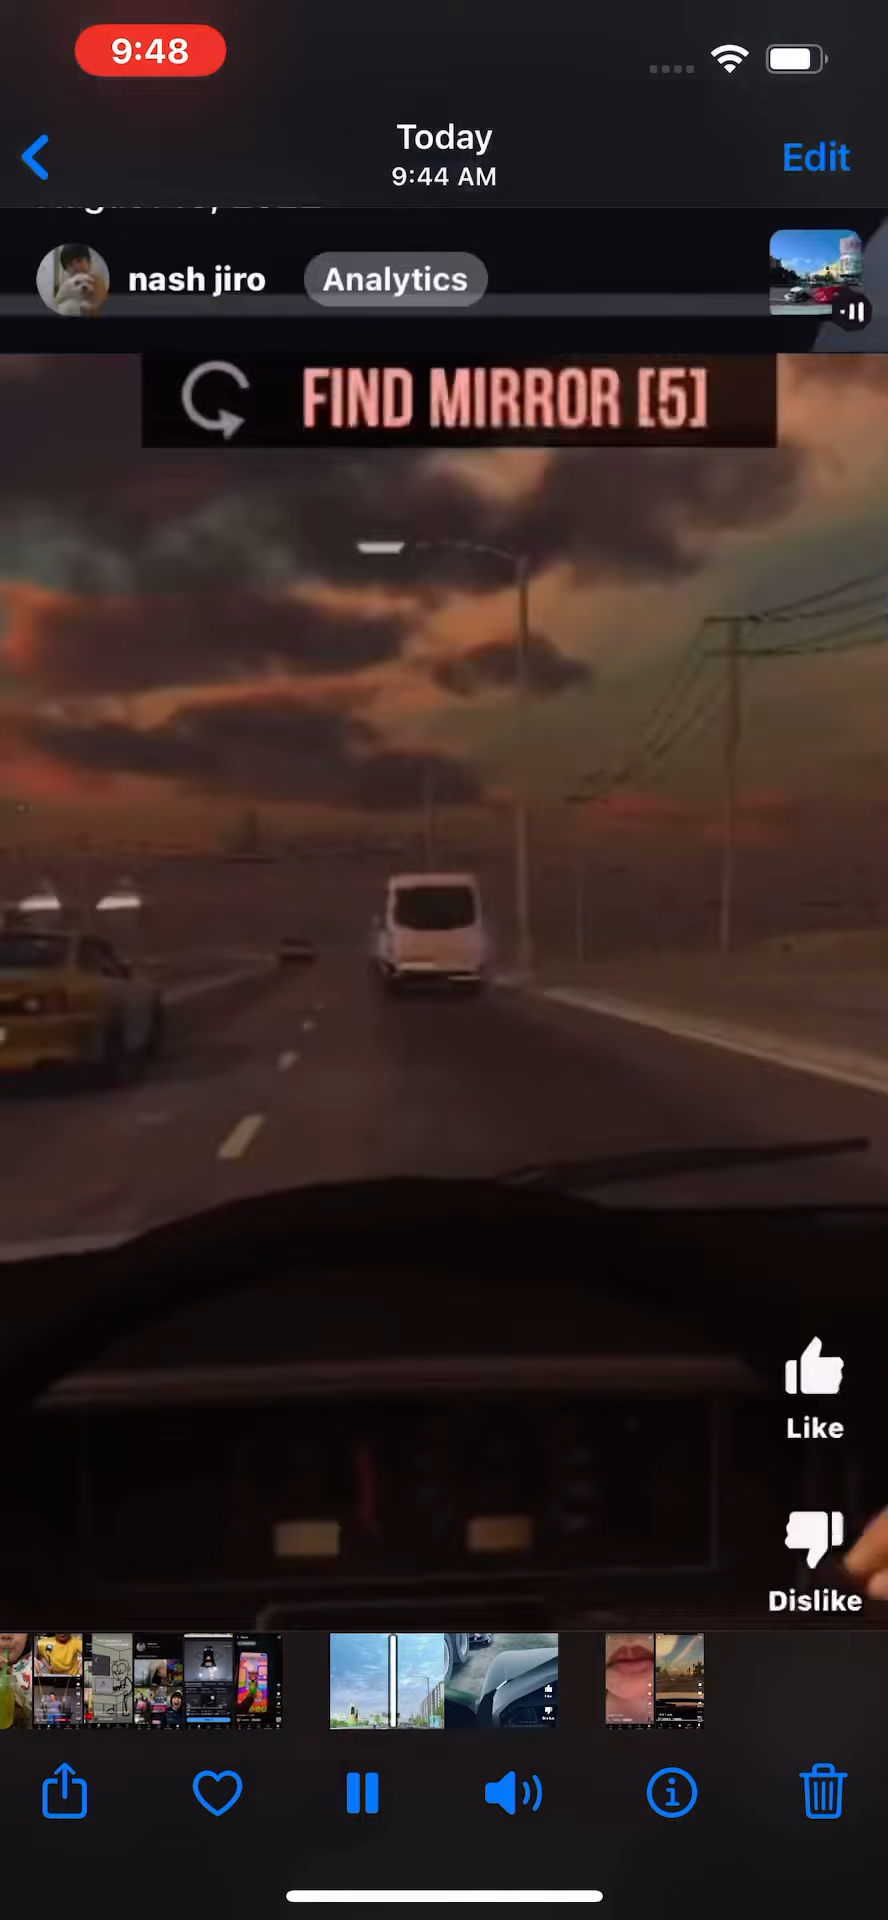 9:48
Today
9:44 AM
Edit
nash jiro
Analytics
FIND MIRROR [5]
Like
Dislike